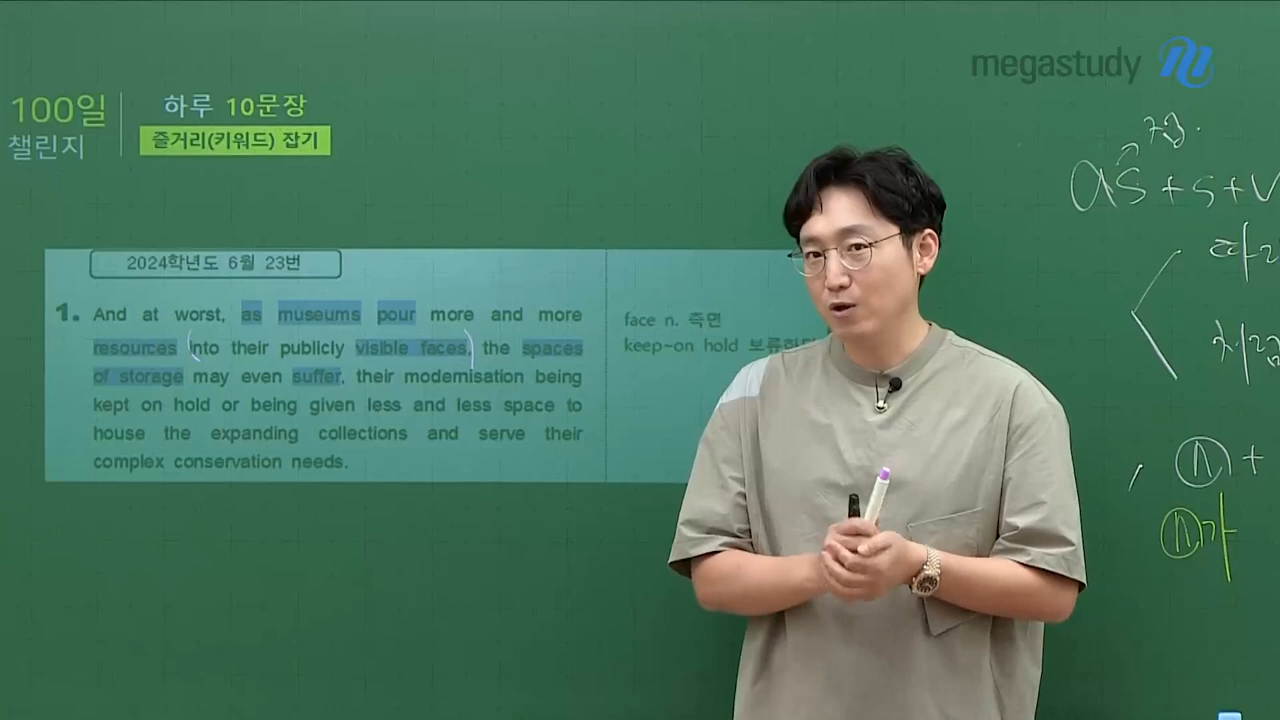 megastudy
100일
챌린지
하루 10문장
줄거리(키워드) 잡기
2024학년도 6월 23번
1. And at worst, as museums pour more and more
resources into their publicly visible faces, the spaces
of storage may even suffer, their modernisation being
kept on hold or being given less and less space to
house the expanding collections and serve their
complex conservation needs.
face n. 측면
keep~on hold 보류하다
as + s + v
, ⓝ +
ⓝ가